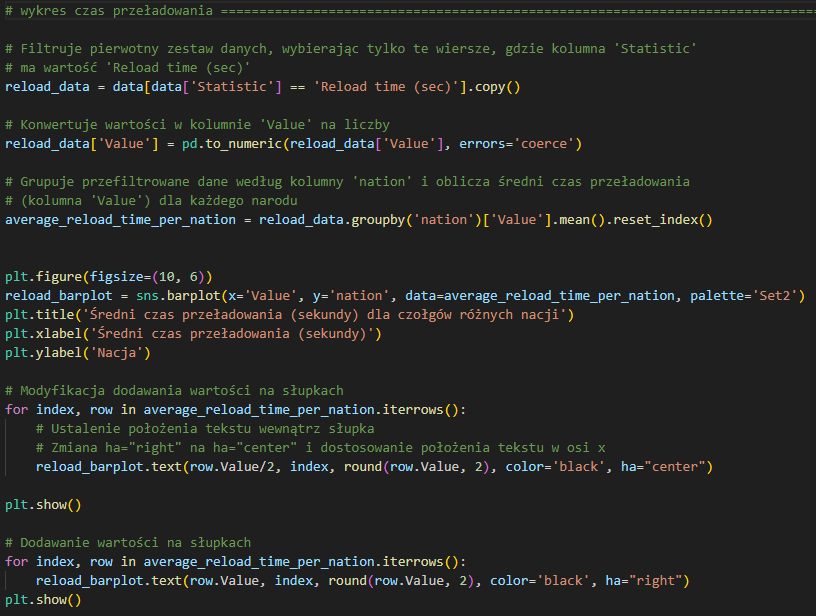 # wykres czas przeładowania =============================================================================
# Filtruje pierwotny zestaw danych, wybierając tylko te wiersze, gdzie kolumna 'Statistic'
# ma wartość 'Reload time (sec)'
reload_data = data[data['Statistic'] == 'Reload time (sec)'].copy()
# Konwertuje wartości w kolumnie 'Value' na liczby
reload_data['Value'] = pd.to_numeric(reload_data['Value'], errors='coerce')
# Grupuje przefiltrowane dane według kolumny 'nation' i oblicza średni czas przeładowania
# (kolumna 'Value') dla każdego narodu
average_reload_time_per_nation = reload_data.groupby('nation')['Value'].mean().reset_index()
plt.figure(figsize=(10, 6))
reload_barplot = sns.barplot(x='Value', y='nation', data=average_reload_time_per_nation, palette='Set2')
plt.title('Średni czas przeładowania (sekundy) dla czołgów różnych nacji')
plt.xlabel('Średni czas przeładowania (sekundy)')
plt.ylabel('Nacja')
# Modyfikacja dodawania wartości na słupkach
for index, row in average_reload_time_per_nation.iterrows():
    # Ustalenie położenia tekstu wewnątrz słupka
    # Zmiana ha="right" na ha="center" i dostosowanie położenia tekstu w osi x
    reload_barplot.text(row.Value/2, index, round(row.Value, 2), color='black', ha="center")
plt.show()
# Dodawanie wartości na słupkach
for index, row in average_reload_time_per_nation.iterrows():
    reload_barplot.text(row.Value, index, round(row.Value, 2), color='black', ha="right")
plt.show()